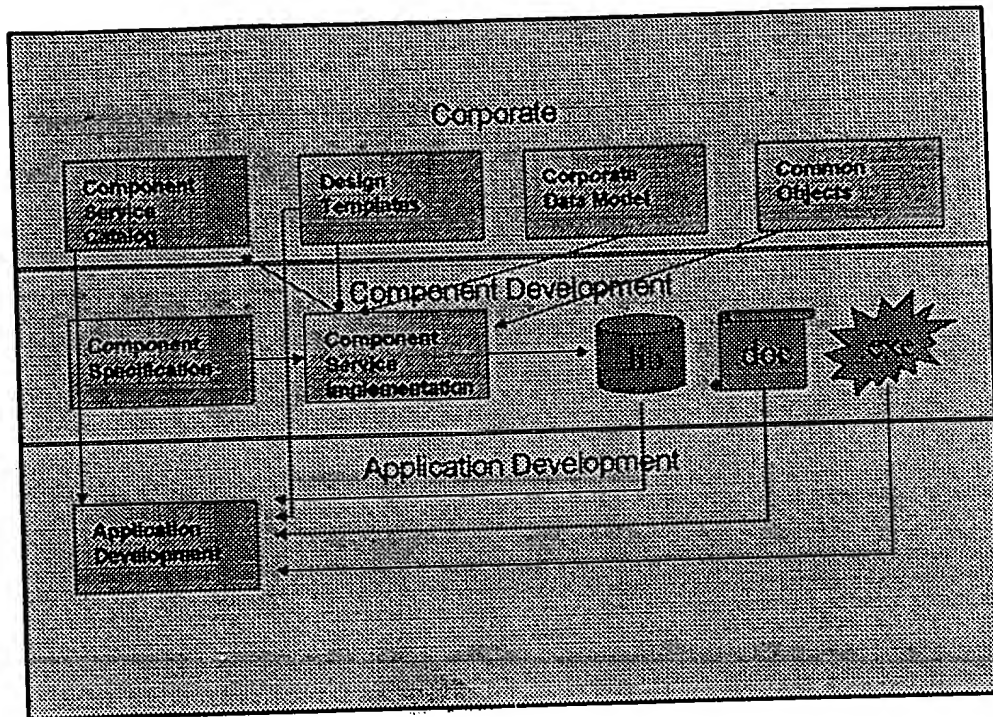 Corporate
Component
Service
Catalog
Design
Templates
Corporate
Data Model
Common
Objects
Component Development
Component
Specification
Component
Service
Implementation
.lib
doc
.exe
Application Development
Application
Development